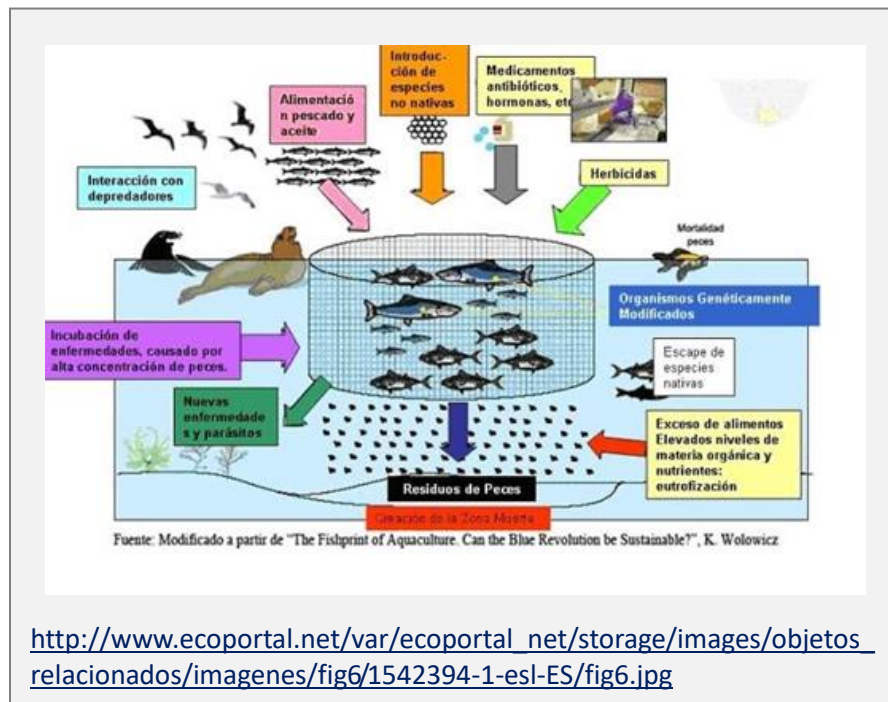 Introduc-
ción de
especies
no nativas
Medicamentos
antibióticos,
hormonas, etc
Alimentació
n pescado y
aceite
Interacción con
depredadores
Herbicidas
Mortalidad
peces
Organismos Genéticamente
Modificados
Incubación de
enfermedades, causado por
alta concentración de peces.
Escape de
especies
nativas
Nuevas
enfermedade
s y parásitos
Exceso de alimentos
Elevados niveles de
materia orgánica y
nutrientes:
eutrofización
Residuos de Peces
Creación de la Zona Muerta
Fuente: Modificado a partir de “The Fishprint of Aquaculture. Can the Blue Revolution be Sustainable?”, K. Wolowicz
http://www.ecoportal.net/var/ecoportal_net/storage/images/objetos_
relacionados/imagenes/fig6/1542394-1-esl-ES/fig6.jpg